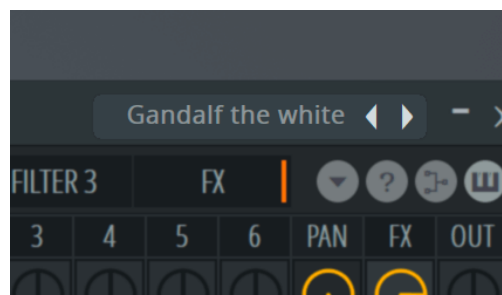 Gandalf the white
FILTER 3 FX
?
3 4 5 6 PAN FX OUT